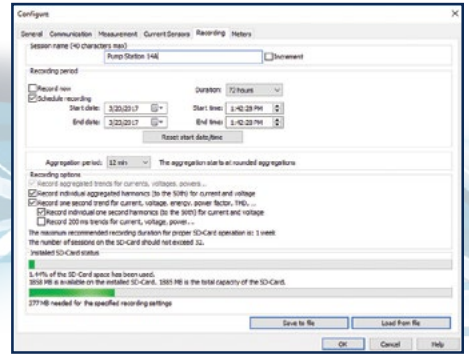 Configure
General Communication Measurement Current Sensors Recording Meters
Session name (40 characters max)
Pump Station 14A
Increment
Recording period
Record now
Duration: 72 hours
Schedule recording
Start date: 3/20/2017 Start time: 1:42:28 PM
End date: 3/23/2017 End time: 1:42:28 PM
Reset start date/time
Aggregation period: 12 min The aggregation starts at rounded aggregations
Recording options
Record aggregated trends for currents, voltages, powers...
Record individual aggregated harmonics (to the 50th) for current and voltage
Record one second trend for current, voltage, energy, power factor, THD, ...
Record individual one second harmonics (to the 50th) for current and voltage
Record 200 ms trends for current, voltage, power...
The maximum recommended recording duration for proper SD-Card operation is: 1 week
The number of sessions on the SD-Card should not exceed 32.
Installed SD-Card status
1.44% of the SD-Card space has been used.
1858 MB is available on the installed SD-Card. 1885 MB is the total capacity of the SD-Card.
277 MB needed for the specified recording settings
Save to file Load from file
OK Cancel Help